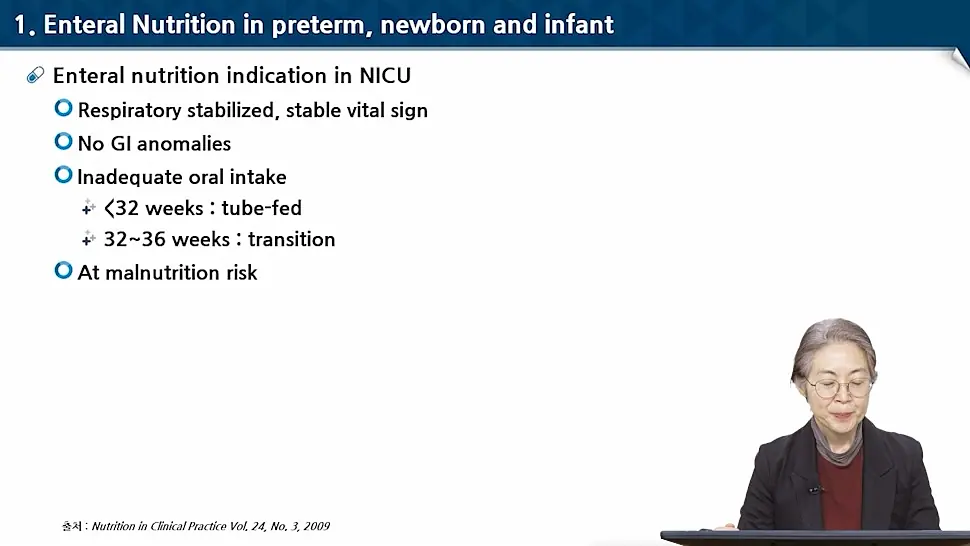 1. Enteral Nutrition in preterm, newborn and infant
Enteral nutrition indication in NICU
Respiratory stabilized, stable vital sign
No GI anomalies
Inadequate oral intake
<32 weeks : tube-fed
32~36 weeks : transition
At malnutrition risk
출처 : Nutrition in Clinical Practice Vol. 24, No. 3, 2009